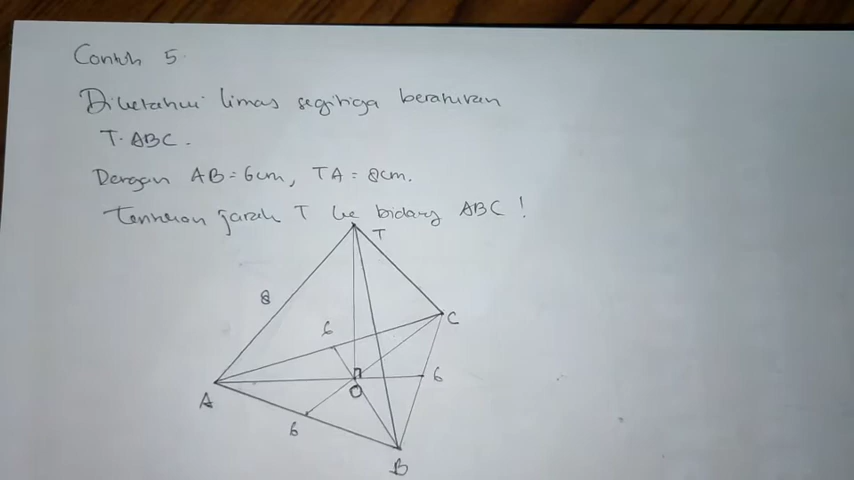 Contoh 5.
Diketahui limas segitiga beraturan
T.ABC.
Dengan AB = 6cm, TA = 8cm.
Tentukan jarak T ke bidang ABC !
T
8
6
C
A
O
6
6
B